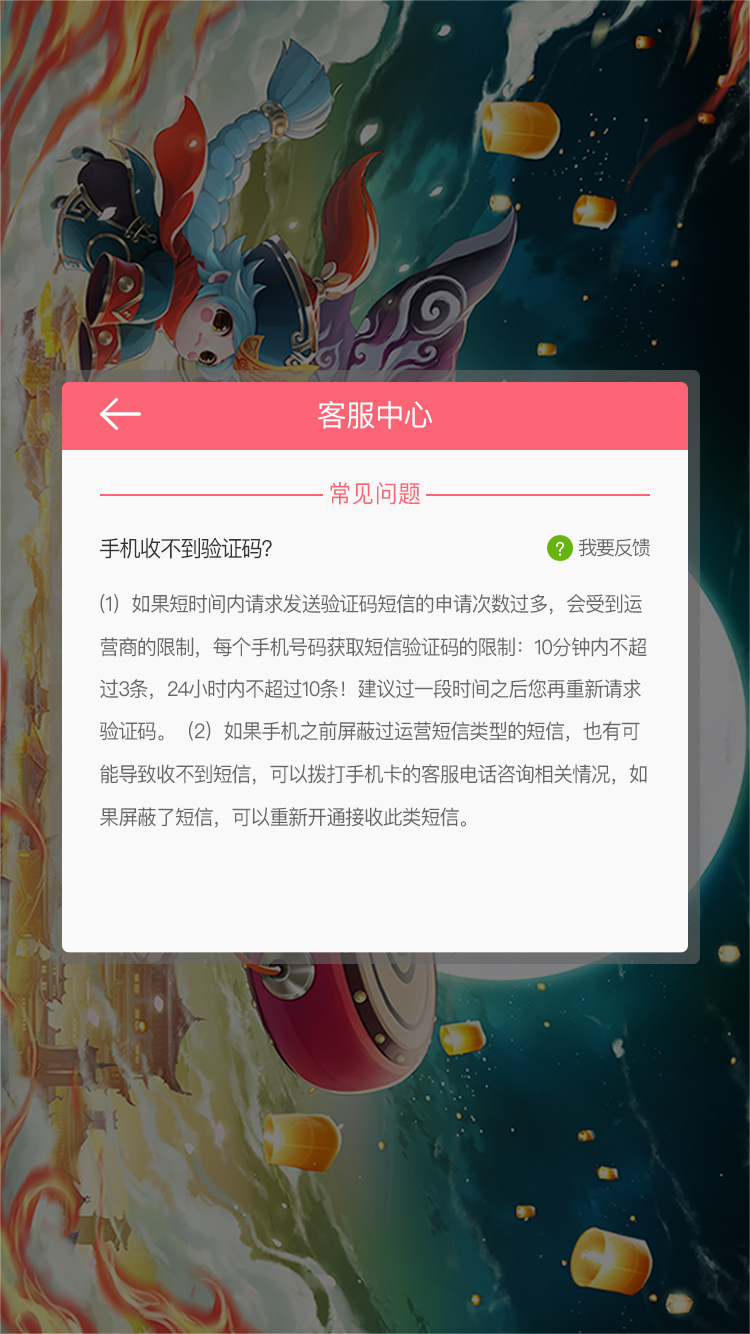 客服中心
常见问题
手机收不到验证码?
? 我要反馈
(1) 如果短时间内请求发送验证码短信的申请次数过多，会受到运
营商的限制，每个手机号码获取短信验证码的限制：10分钟内不超
过3条，24小时内不超过10条！建议过一段时间之后您再重新请求
验证码。（2）如果手机之前屏蔽过运营短信类型的短信，也有可
能导致收不到短信，可以拨打手机卡的客服电话咨询相关情况，如
果屏蔽了短信，可以重新开通接收此类短信。